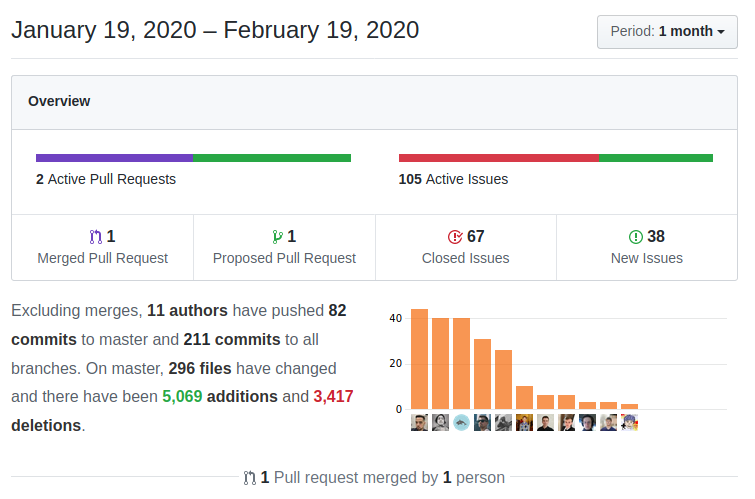 January 19, 2020 – February 19, 2020
Period: 1 month
Overview
2 Active Pull Requests
105 Active Issues
1
Merged Pull Request
1
Proposed Pull Request
67
Closed Issues
38
New Issues
Excluding merges, 11 authors have pushed 82
commits to master and 211 commits to all
branches. On master, 296 files have changed
and there have been 5,069 additions and 3,417
deletions.
40
20
0
1 Pull request merged by 1 person